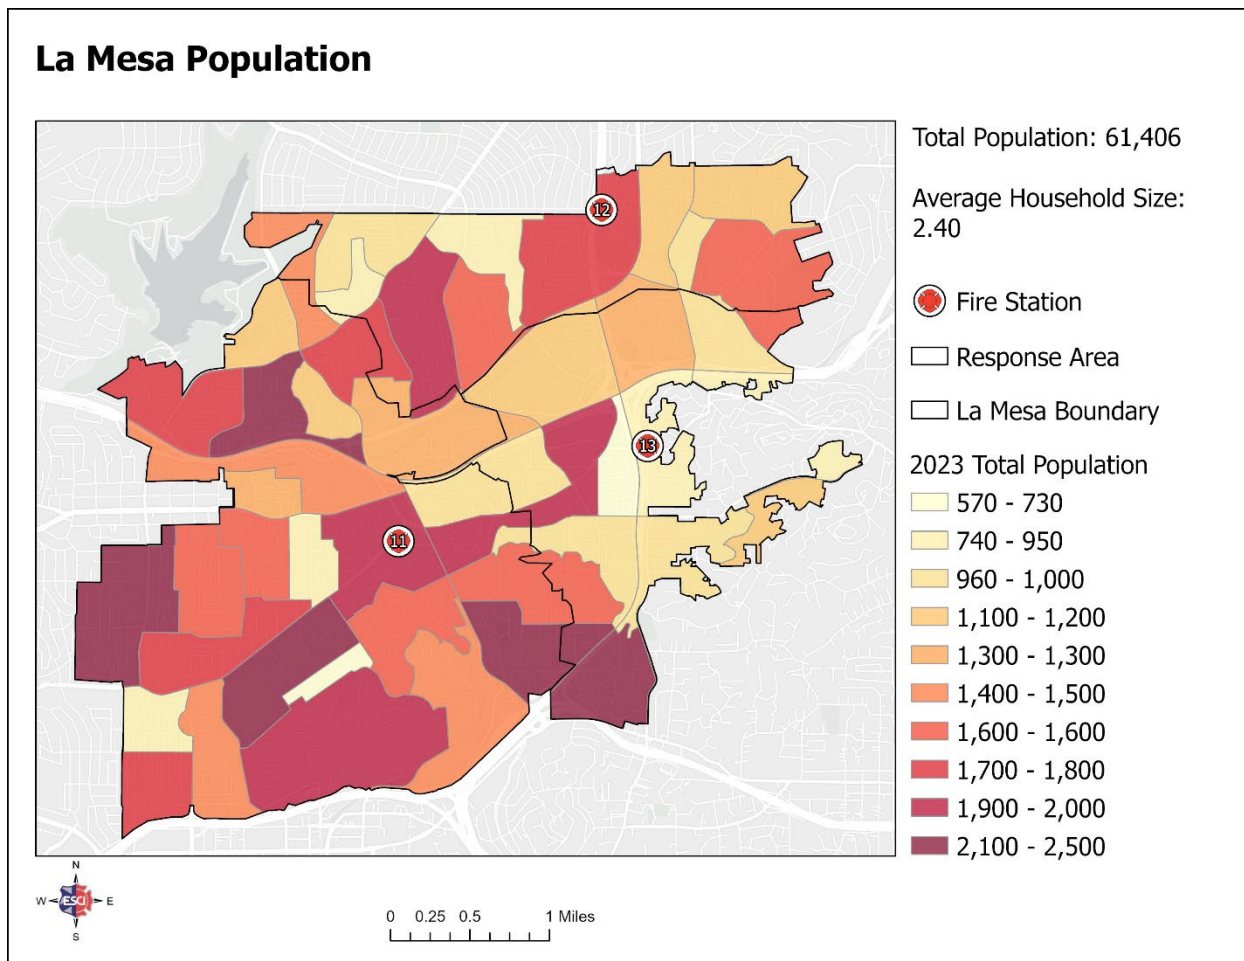 La Mesa Population
Total Population: 61,406
Average Household Size:
2.40
Fire Station
Response Area
La Mesa Boundary
2023 Total Population
570 - 730
740 - 950
960 - 1,000
1,100 - 1,200
1,300 - 1,300
1,400 - 1,500
1,600 - 1,600
1,700 - 1,800
1,900 - 2,000
2,100 - 2,500
12
13
11
N
W
ESCI
E
S
0 0.25 0.5 1 Miles